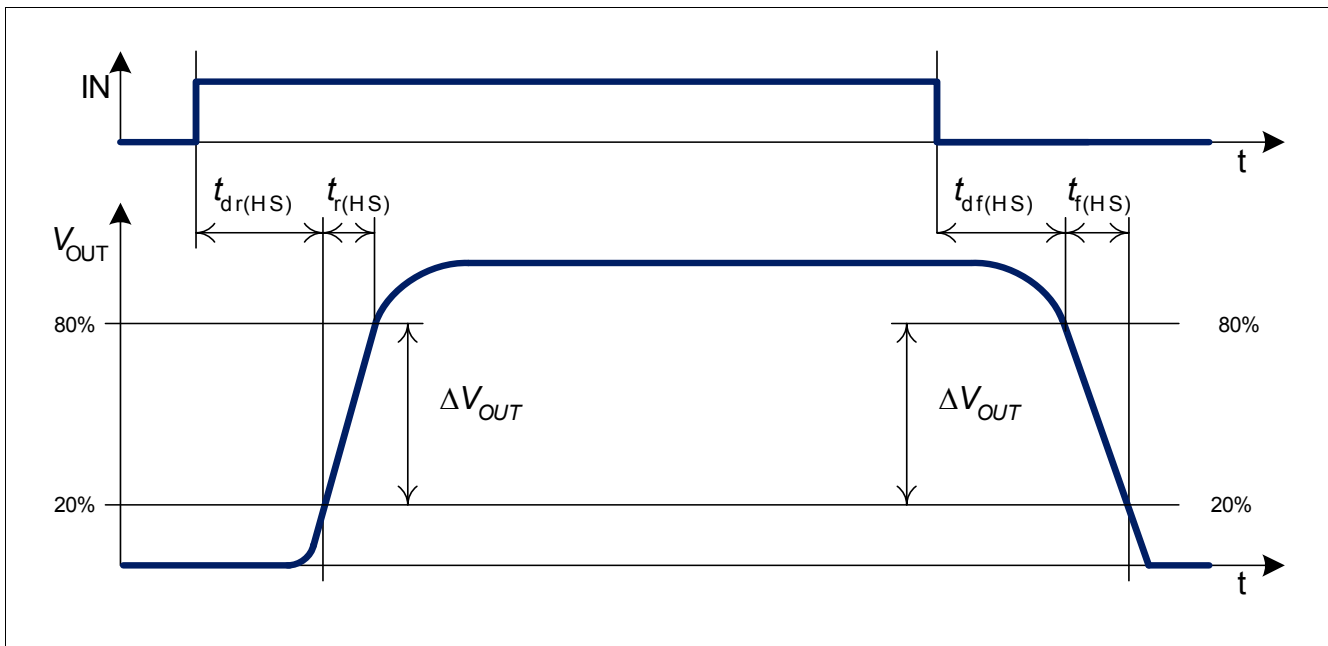 IN
t
tdr(HS) tr(HS) tdf(HS) tf(HS)
VOUT
80% 80%
ΔVOUT ΔVOUT
20% 20%
t